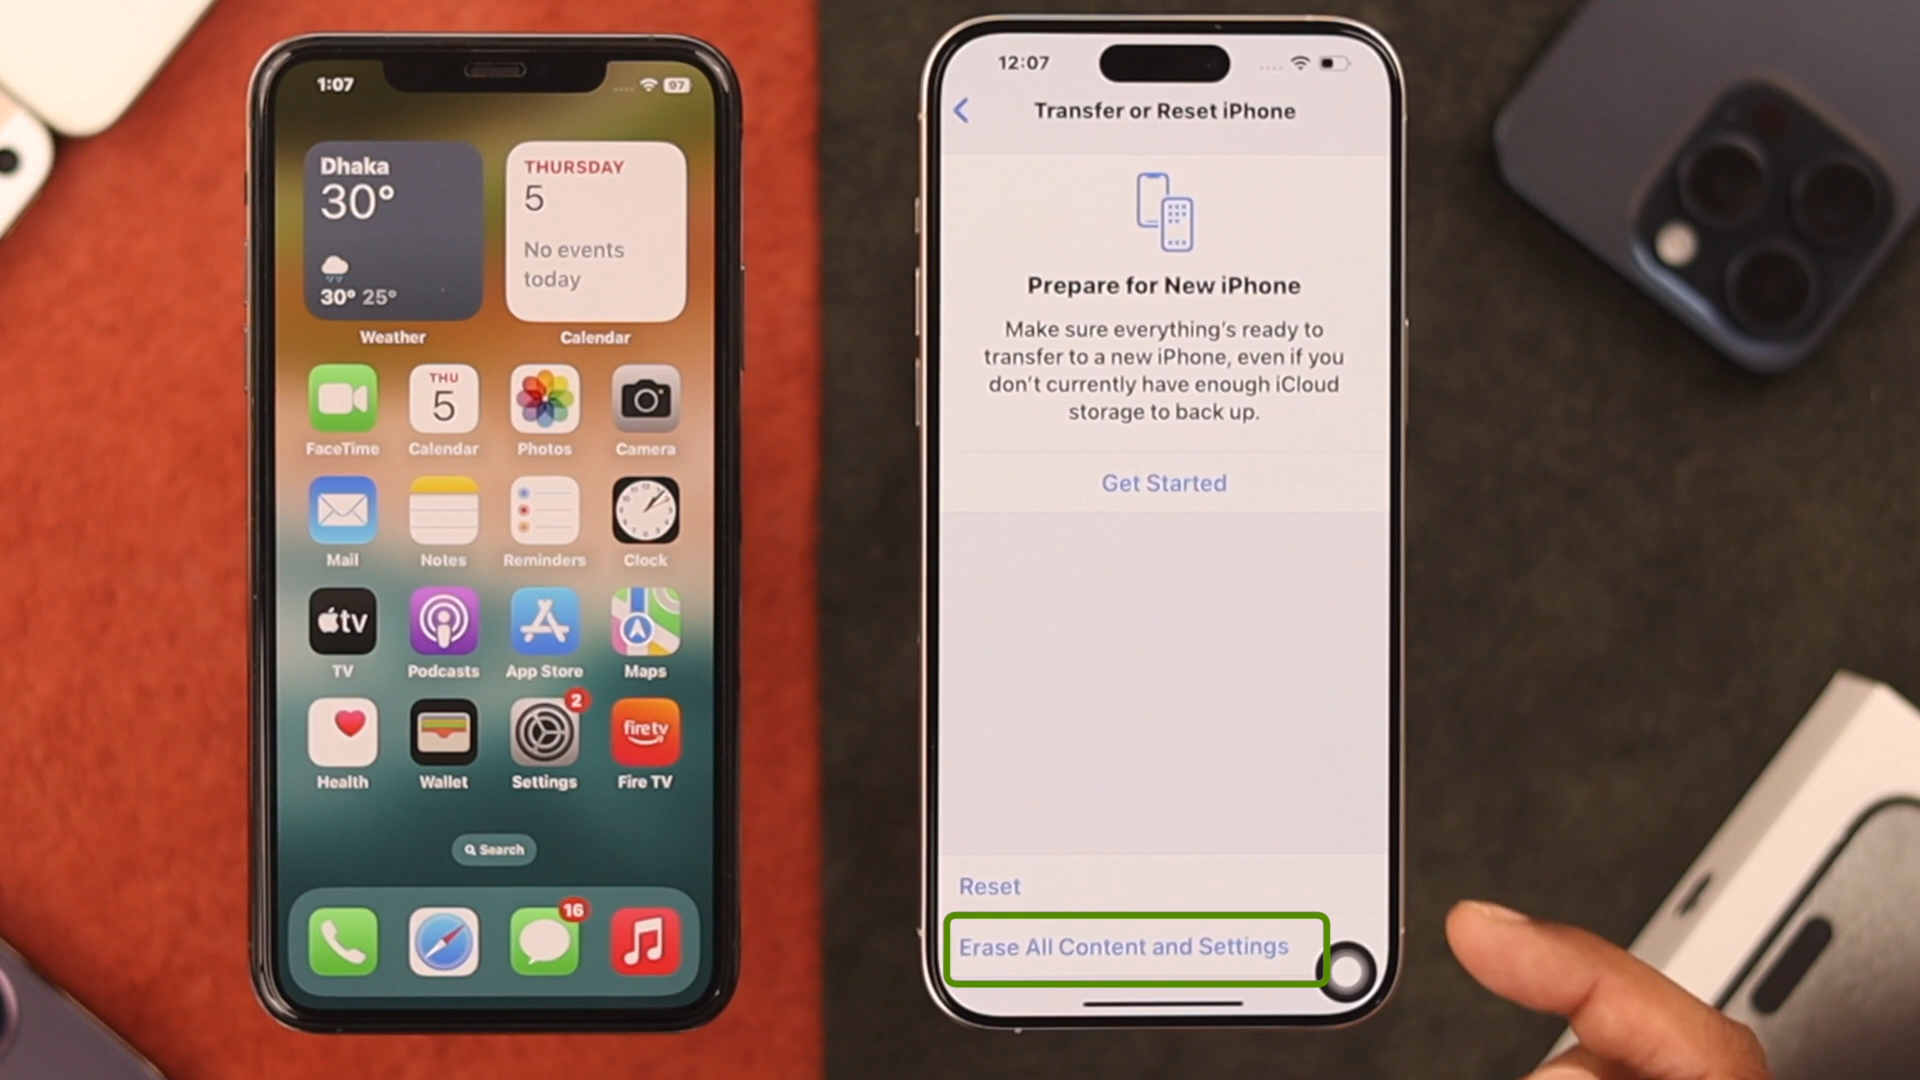 1:07
97
Dhaka
30°
30° 25°
Weather
THURSDAY
5
No events
today
Calendar
THU
5
FaceTime
Calendar
Photos
Camera
Mail
Notes
Reminders
Clock
tv
TV
Podcasts
App Store
Maps
2
fire tv
Health
Wallet
Settings
Fire TV
Search
16
12:07
Transfer or Reset iPhone
Prepare for New iPhone
Make sure everything's ready to
transfer to a new iPhone, even if you
don't currently have enough iCloud
storage to back up.
Get Started
Reset
Erase All Content and Settings